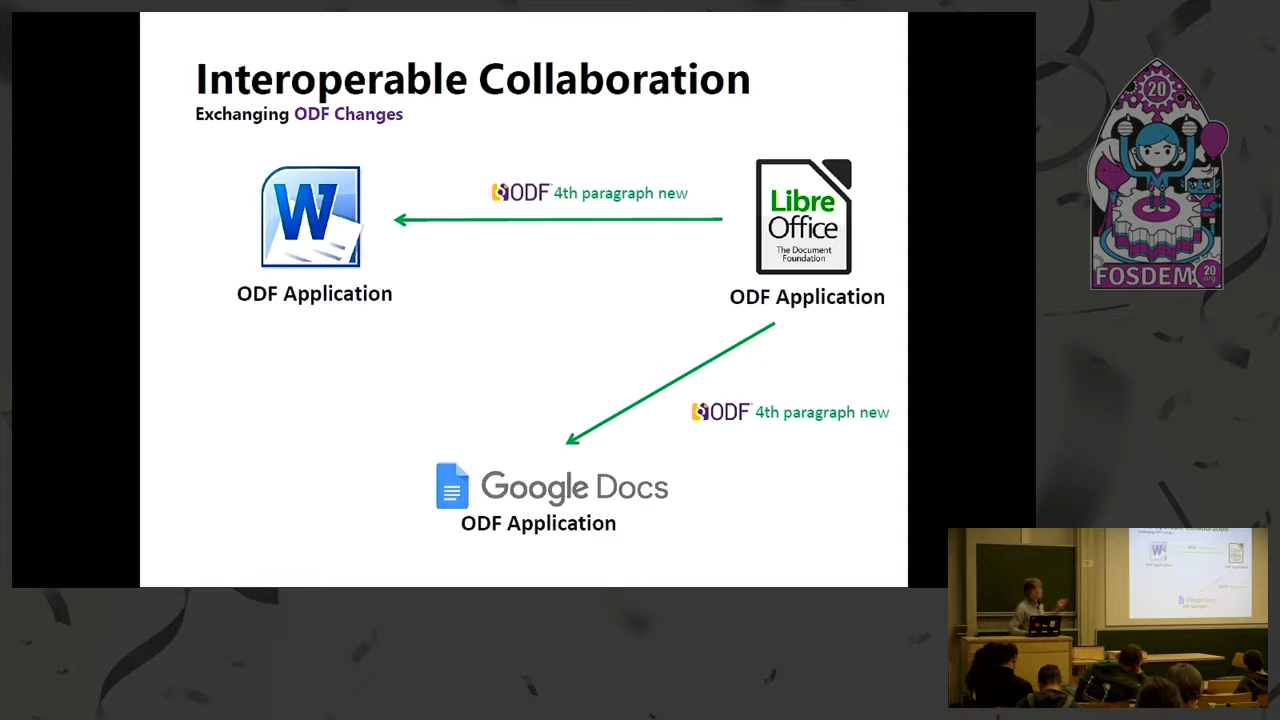 Interoperable Collaboration
Exchanging ODF Changes
W
ODF 4th paragraph new
Libre
Office
The Document
Foundation
ODF Application
ODF Application
ODF 4th paragraph new
Google Docs
ODF Application
20
FOSDEM 20
.org